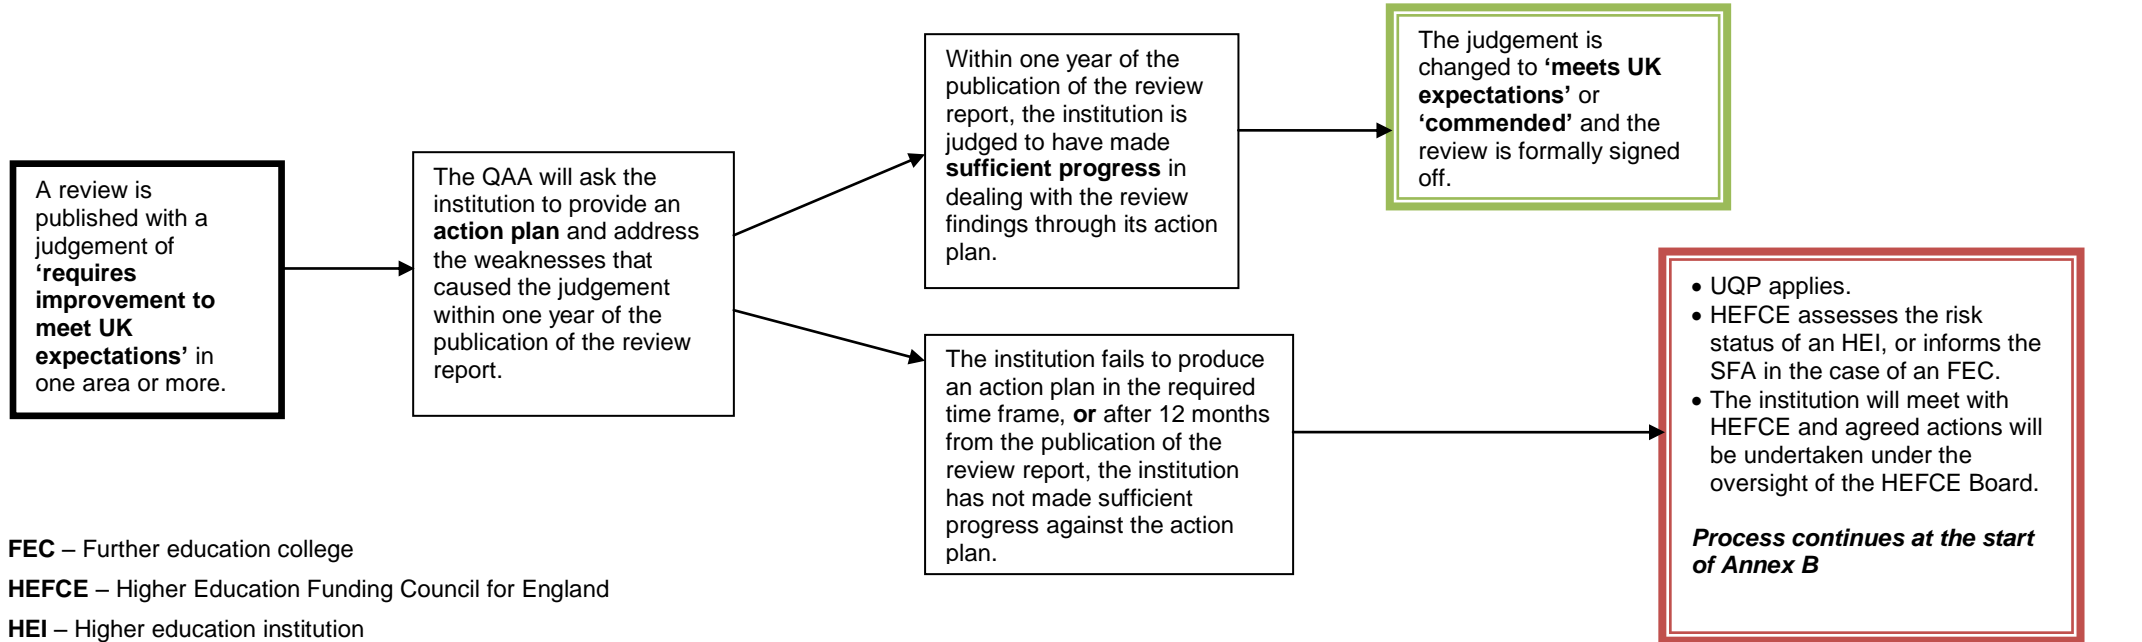 A review is
published with a
judgement of
‘requires
improvement to
meet UK
expectations’ in
one area or more.
The QAA will ask the
institution to provide an
action plan and address
the weaknesses that
caused the judgement
within one year of the
publication of the review
report.
Within one year of the
publication of the review
report, the institution is
judged to have made
sufficient progress in
dealing with the review
findings through its action
plan.
The judgement is
changed to ‘meets UK
expectations’ or
‘commended’ and the
review is formally signed
off.
The institution fails to produce
an action plan in the required
time frame, or after 12 months
from the publication of the
review report, the institution
has not made sufficient
progress against the action
plan.
• UQP applies.
• HEFCE assesses the risk
status of an HEI, or informs the
SFA in the case of an FEC.
• The institution will meet with
HEFCE and agreed actions will
be undertaken under the
oversight of the HEFCE Board.
Process continues at the start
of Annex B
FEC – Further education college
HEFCE – Higher Education Funding Council for England
HEI – Higher education institution